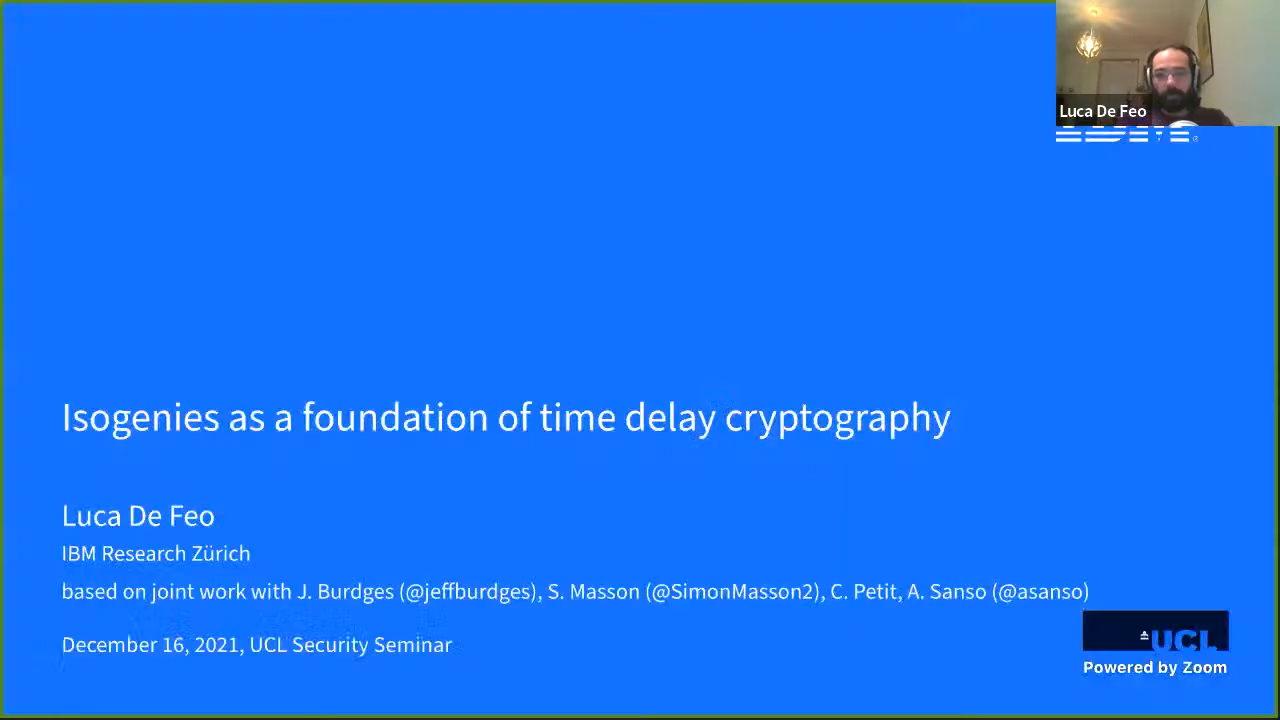 Luca De Feo
Isogenies as a foundation of time delay cryptography
Luca De Feo
IBM Research Zürich
based on joint work with J. Burdges (@jeffburdges), S. Masson (@SimonMasson2), C. Petit, A. Sanso (@asanso)
December 16, 2021, UCL Security Seminar
UCL
Powered by Zoom